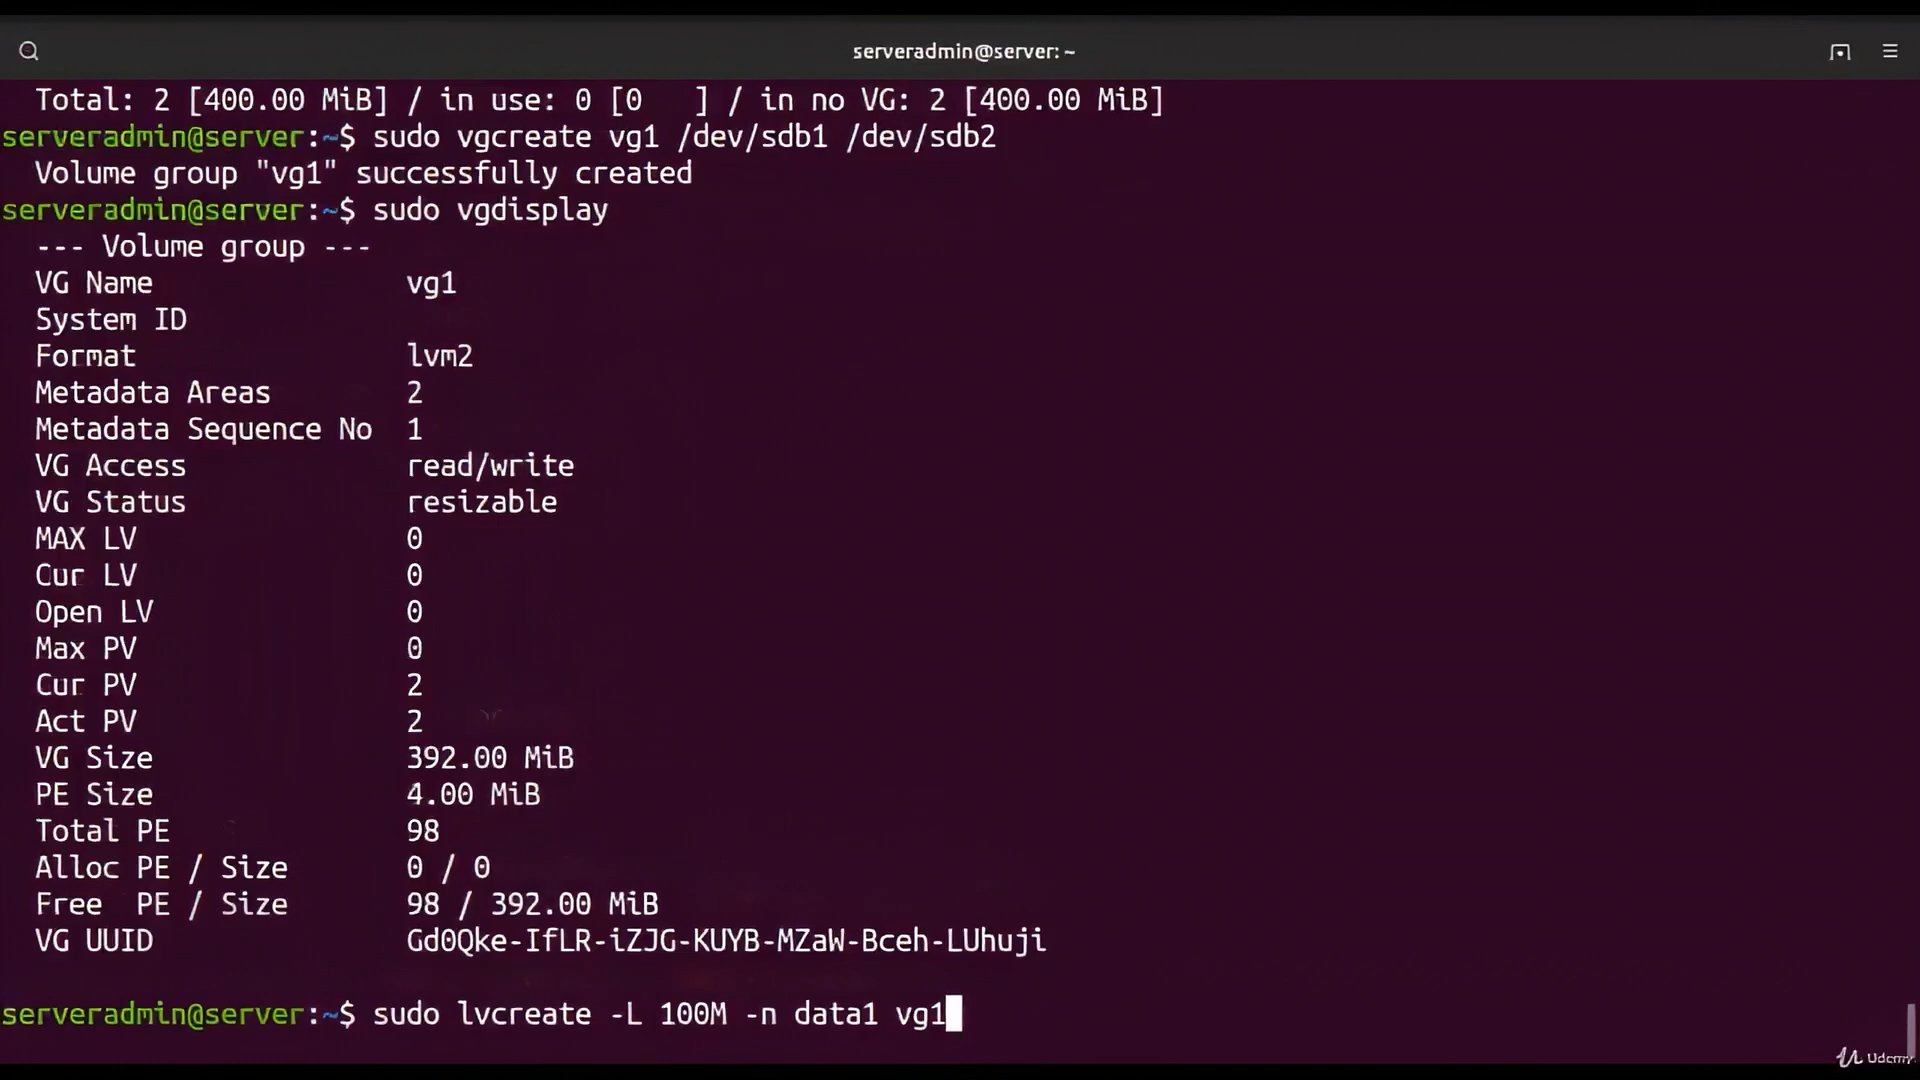 serveradmin@server: ~
Total: 2 [400.00 MiB] / in use: 0 [0   ] / in no VG: 2 [400.00 MiB]
serveradmin@server:~$ sudo vgcreate vg1 /dev/sdb1 /dev/sdb2
Volume group "vg1" successfully created
serveradmin@server:~$ sudo vgdisplay
--- Volume group ---
VG Name               vg1
System ID
Format                lvm2
Metadata Areas        2
Metadata Sequence No  1
VG Access             read/write
VG Status             resizable
MAX LV                0
Cur LV                0
Open LV               0
Max PV                0
Cur PV                2
Act PV                2
VG Size               392.00 MiB
PE Size               4.00 MiB
Total PE              98
Alloc PE / Size       0 / 0
Free  PE / Size       98 / 392.00 MiB
VG UUID               Gd0Qke-IfLR-iZJG-KUYB-MZaW-Bceh-LUhuji
serveradmin@server:~$ sudo lvcreate -L 100M -n data1 vg1
Udemy